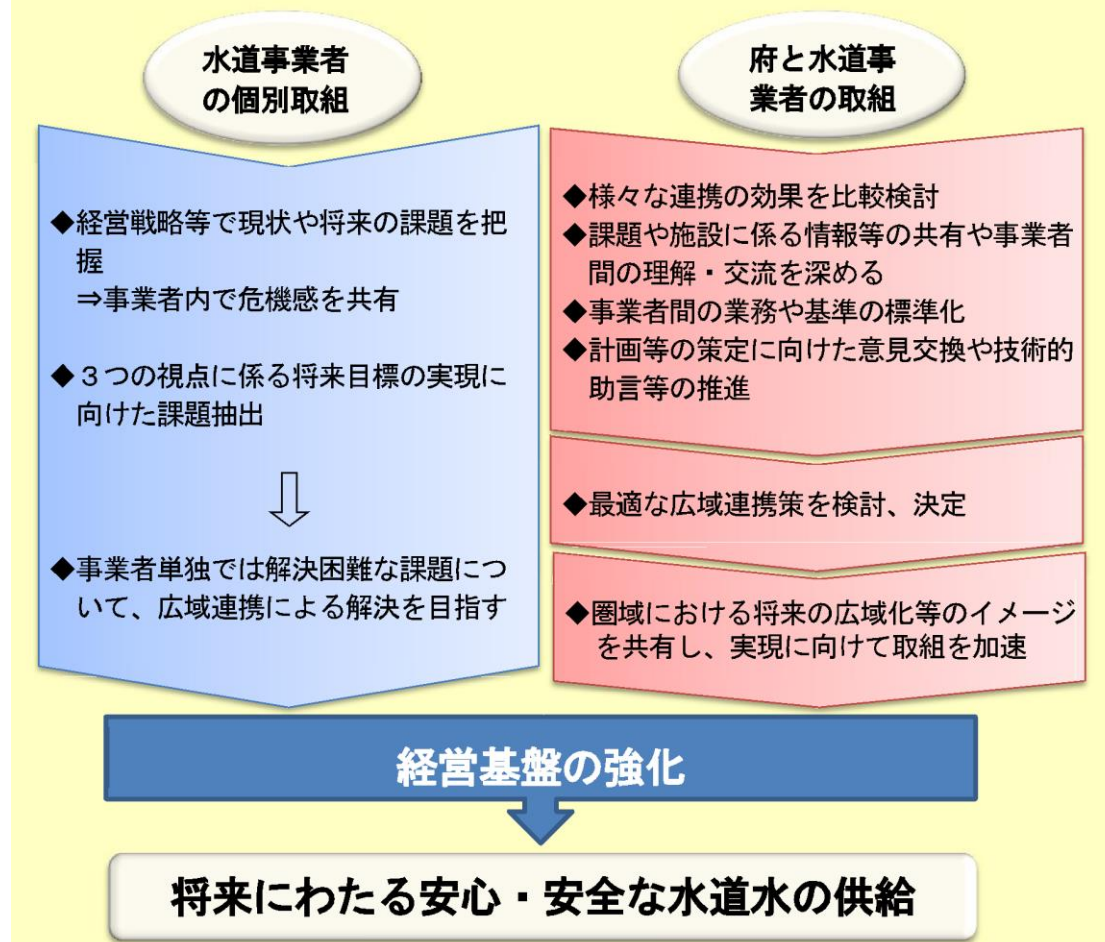 水道事業者
の個別取組
◆経営戦略等で現状や将来の課題を把
握
⇒事業者内で危機感を共有
◆３つの視点に係る将来目標の実現に
向けた課題抽出
◆事業者単独では解決困難な課題につ
いて、広域連携による解決を目指す
府と水道事
業者の取組
◆様々な連携の効果を比較検討
◆課題や施設に係る情報等の共有や事業者
間の理解・交流を深める
◆事業者間の業務や基準の標準化
◆計画等の策定に向けた意見交換や技術的
助言等の推進
◆最適な広域連携策を検討、決定
◆圏域における将来の広域化等のイメージ
を共有し、実現に向けて取組を加速
経営基盤の強化
将来にわたる安心・安全な水道水の供給